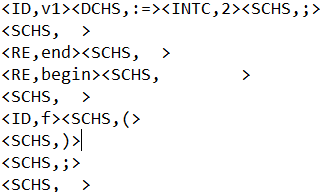 <ID,v1><DCHS,:=><INTC,2><SCHS,;>
<SCHS,  >
<RE,end><SCHS,  >
<RE,begin><SCHS,        >
<SCHS,  >
<ID,f><SCHS,(>
<SCHS,)>
<SCHS,;>
<SCHS,  >